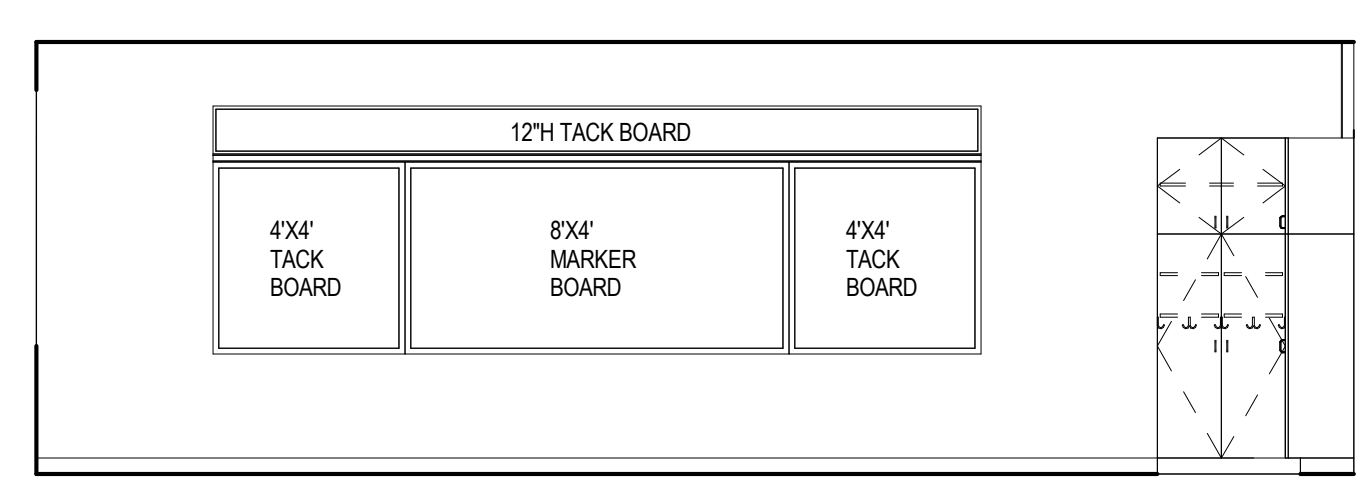 12"H TACK BOARD
4'X4'
TACK
BOARD
8'X4'
MARKER
BOARD
4'X4'
TACK
BOARD